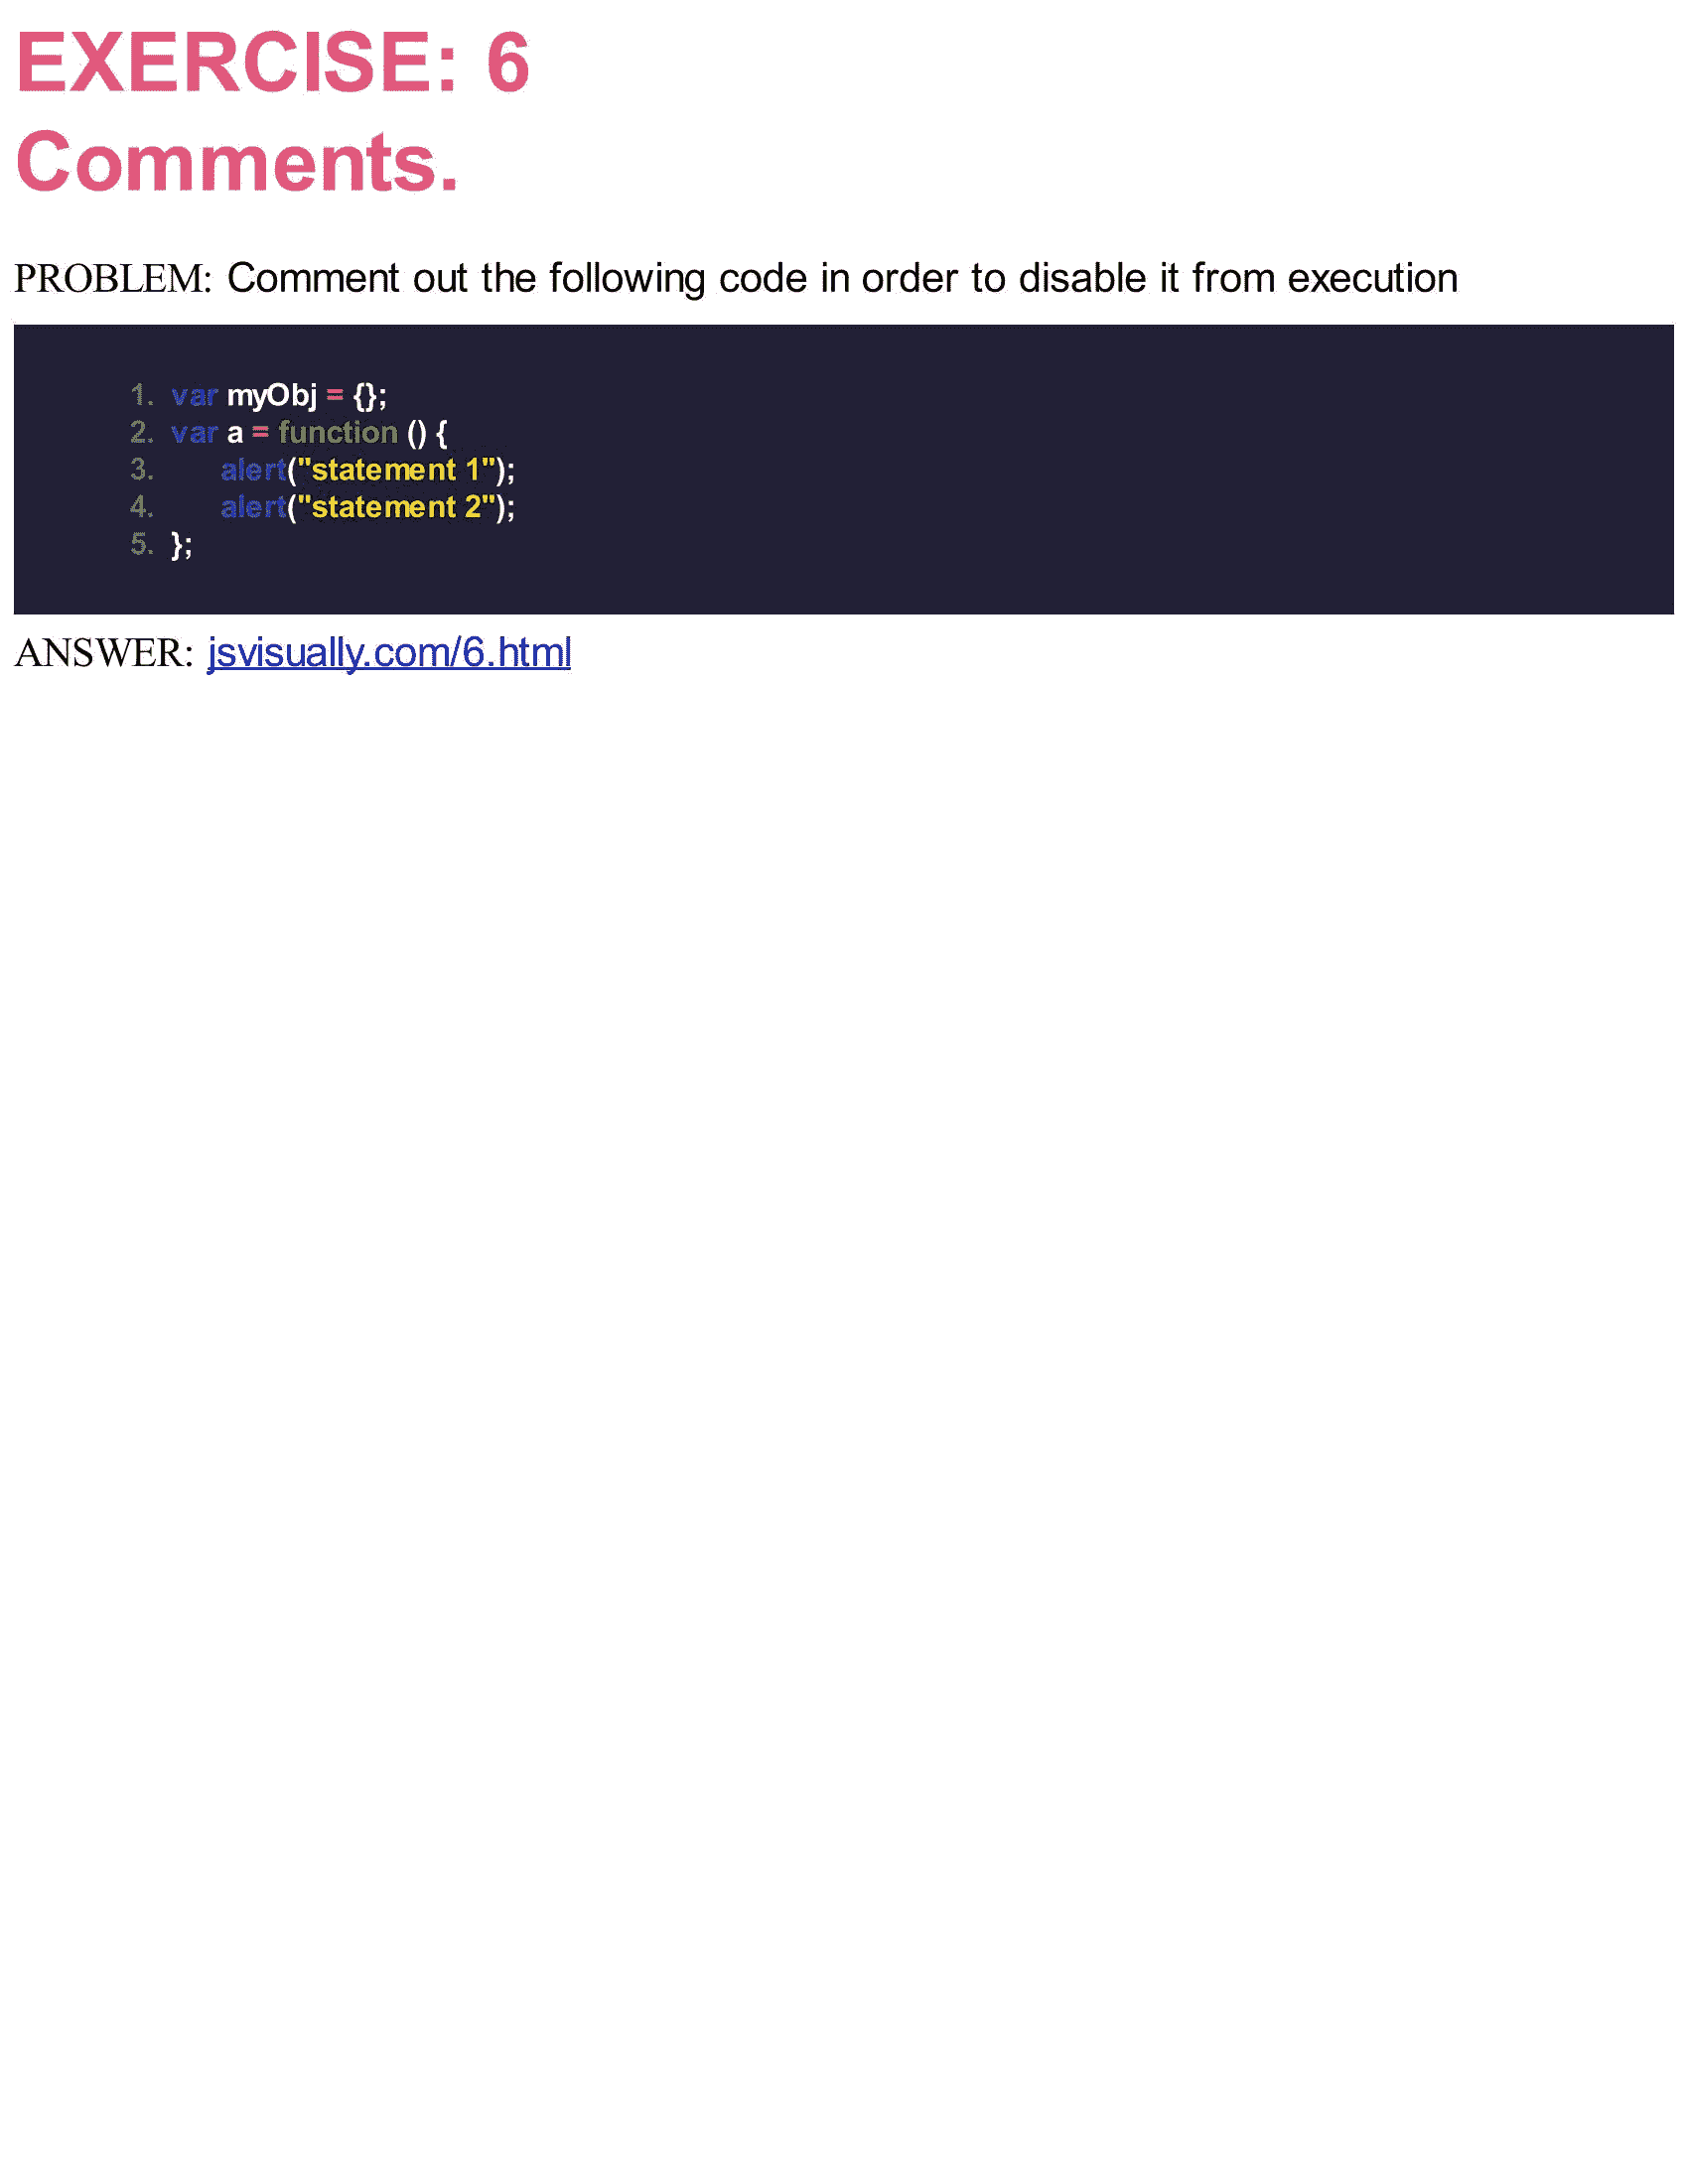 EXERCISE: 6
Comments.
PROBLEM: Comment out the following code in order to disable it from execution
1. var myObj = {};
2. var a = function () {
3. alert("statement 1");
4. alert("statement 2");
5. };
ANSWER: jsvisually.com/6.html